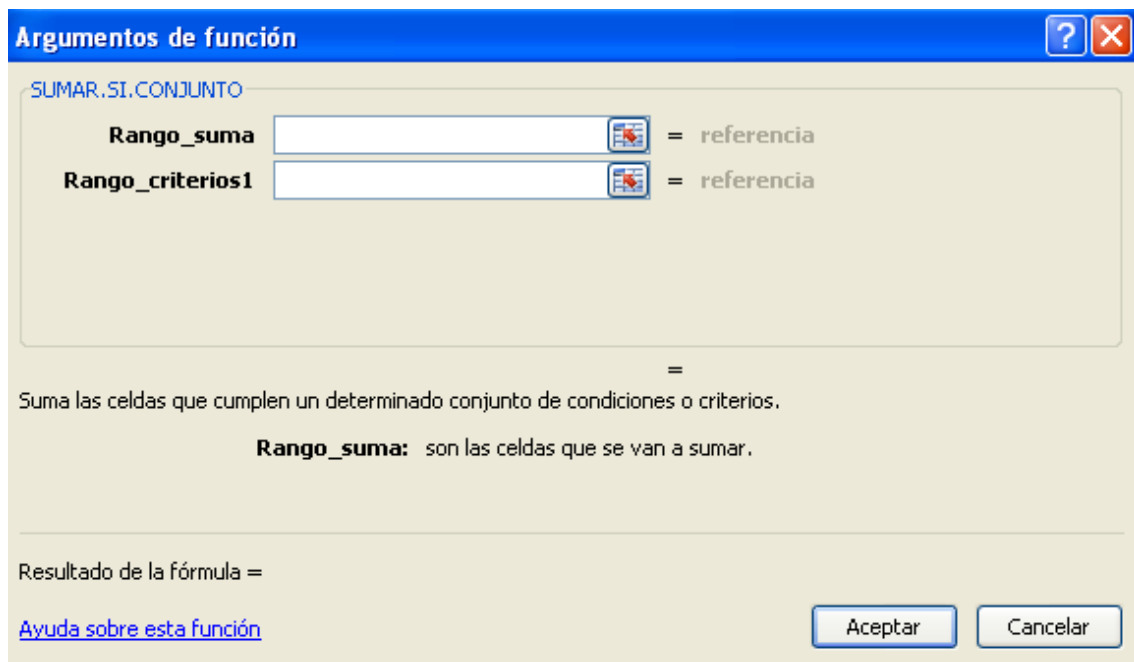 Argumentos de función
SUMAR.SI.CONJUNTO
Rango_suma = referencia
Rango_criterios1 = referencia
=
Suma las celdas que cumplen un determinado conjunto de condiciones o criterios.
Rango_suma: son las celdas que se van a sumar.
Resultado de la fórmula =
Ayuda sobre esta función
Aceptar Cancelar